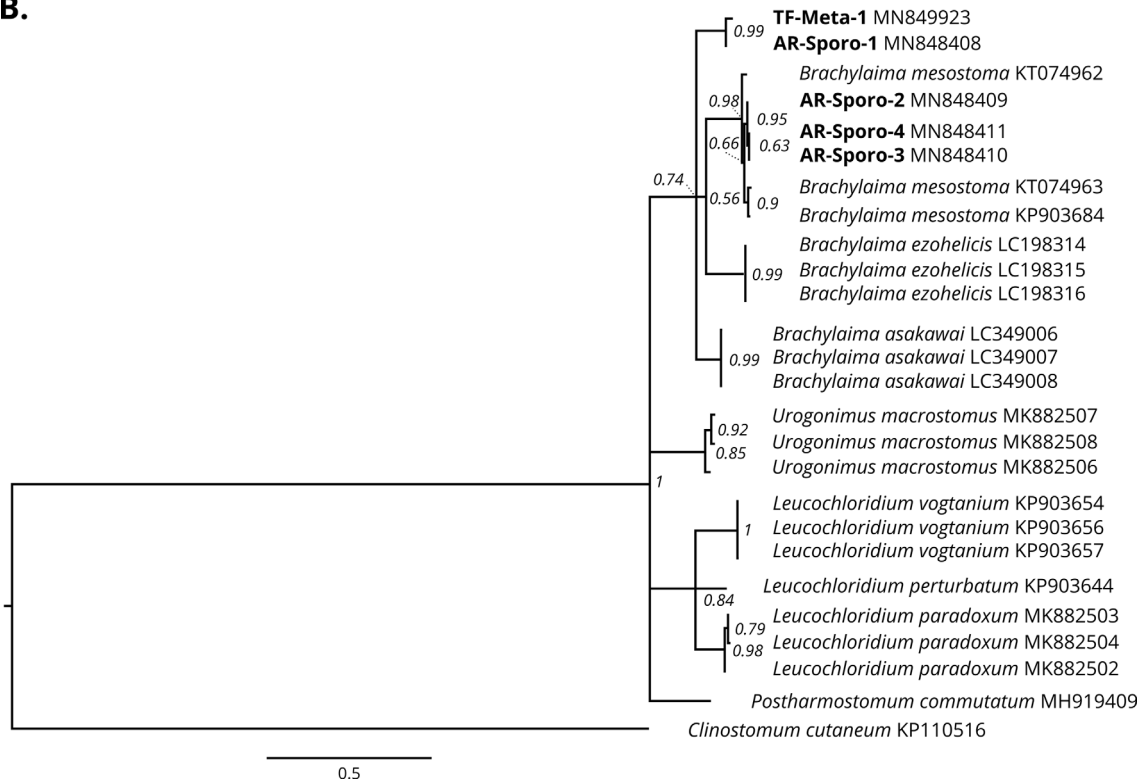 B.
TF-Meta-1 MN849923
0.99
AR-Sporo-1 MN848408
Brachylaima mesostoma KT074962
0.98
AR-Sporo-2 MN848409
0.95
AR-Sporo-4 MN848411
0.66
0.63
AR-Sporo-3 MN848410
0.74
Brachylaima mesostoma KT074963
0.56
0.9
Brachylaima mesostoma KP903684
Brachylaima ezohelicis LC198314
Brachylaima ezohelicis LC198315
0.99
Brachylaima ezohelicis LC198316
Brachylaima asakawai LC349006
Brachylaima asakawai LC349007
0.99
Brachylaima asakawai LC349008
Urogonimus macrostomus MK882507
0.92
Urogonimus macrostomus MK882508
0.85
Urogonimus macrostomus MK882506
1
Leucochloridium vogtanium KP903654
Leucochloridium vogtanium KP903656
1
Leucochloridium vogtanium KP903657
Leucochloridium perturbatum KP903644
0.84
Leucochloridium paradoxum MK882503
0.79
Leucochloridium paradoxum MK882504
0.98
Leucochloridium paradoxum MK882502
Postharmostomum commutatum MH919409
Clinostomum cutaneum KP110516
0.5